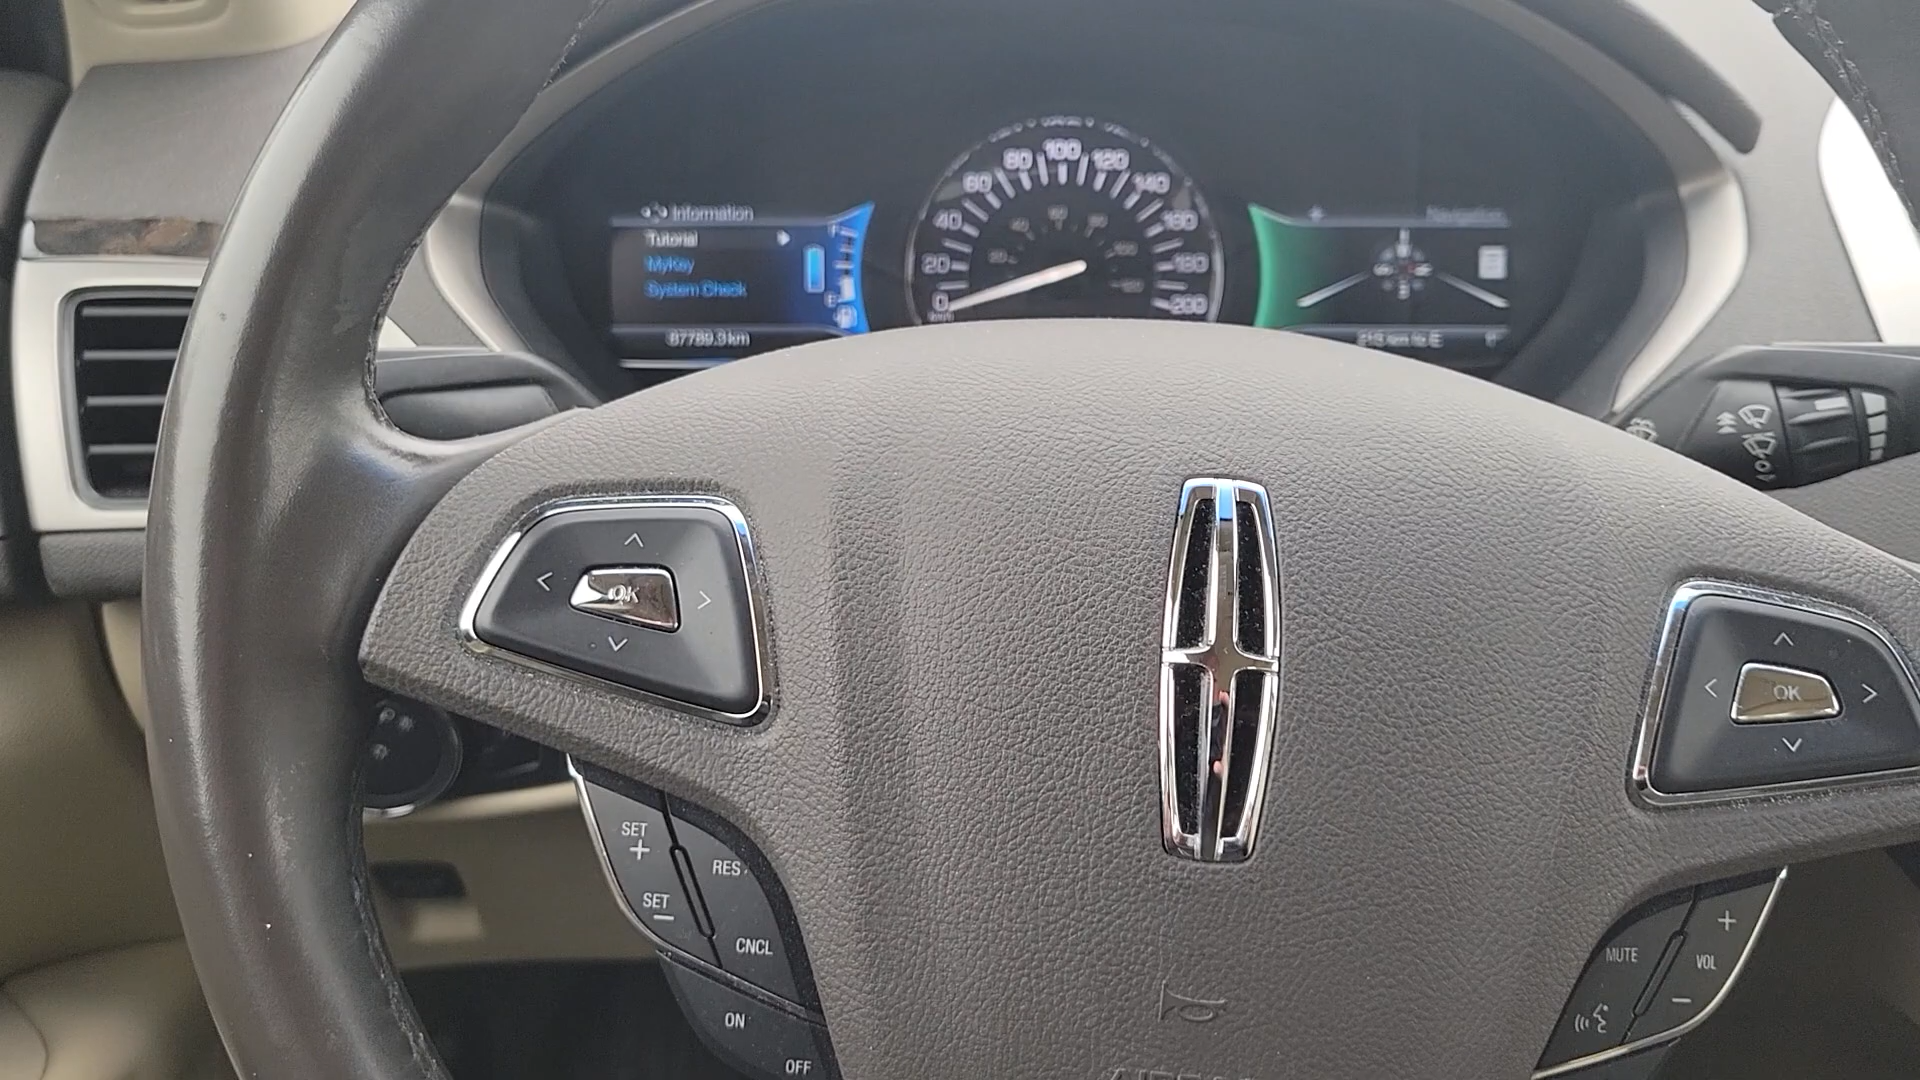 Information
Tutorial
MyKey
System Check
87789.9 km
0
20
40
60
80
100
120
140
160
180
200
Navigation
E
OK
OK
SET
+
SET
−
RES
CNCL
ON
OFF
MUTE
+
VOL
−